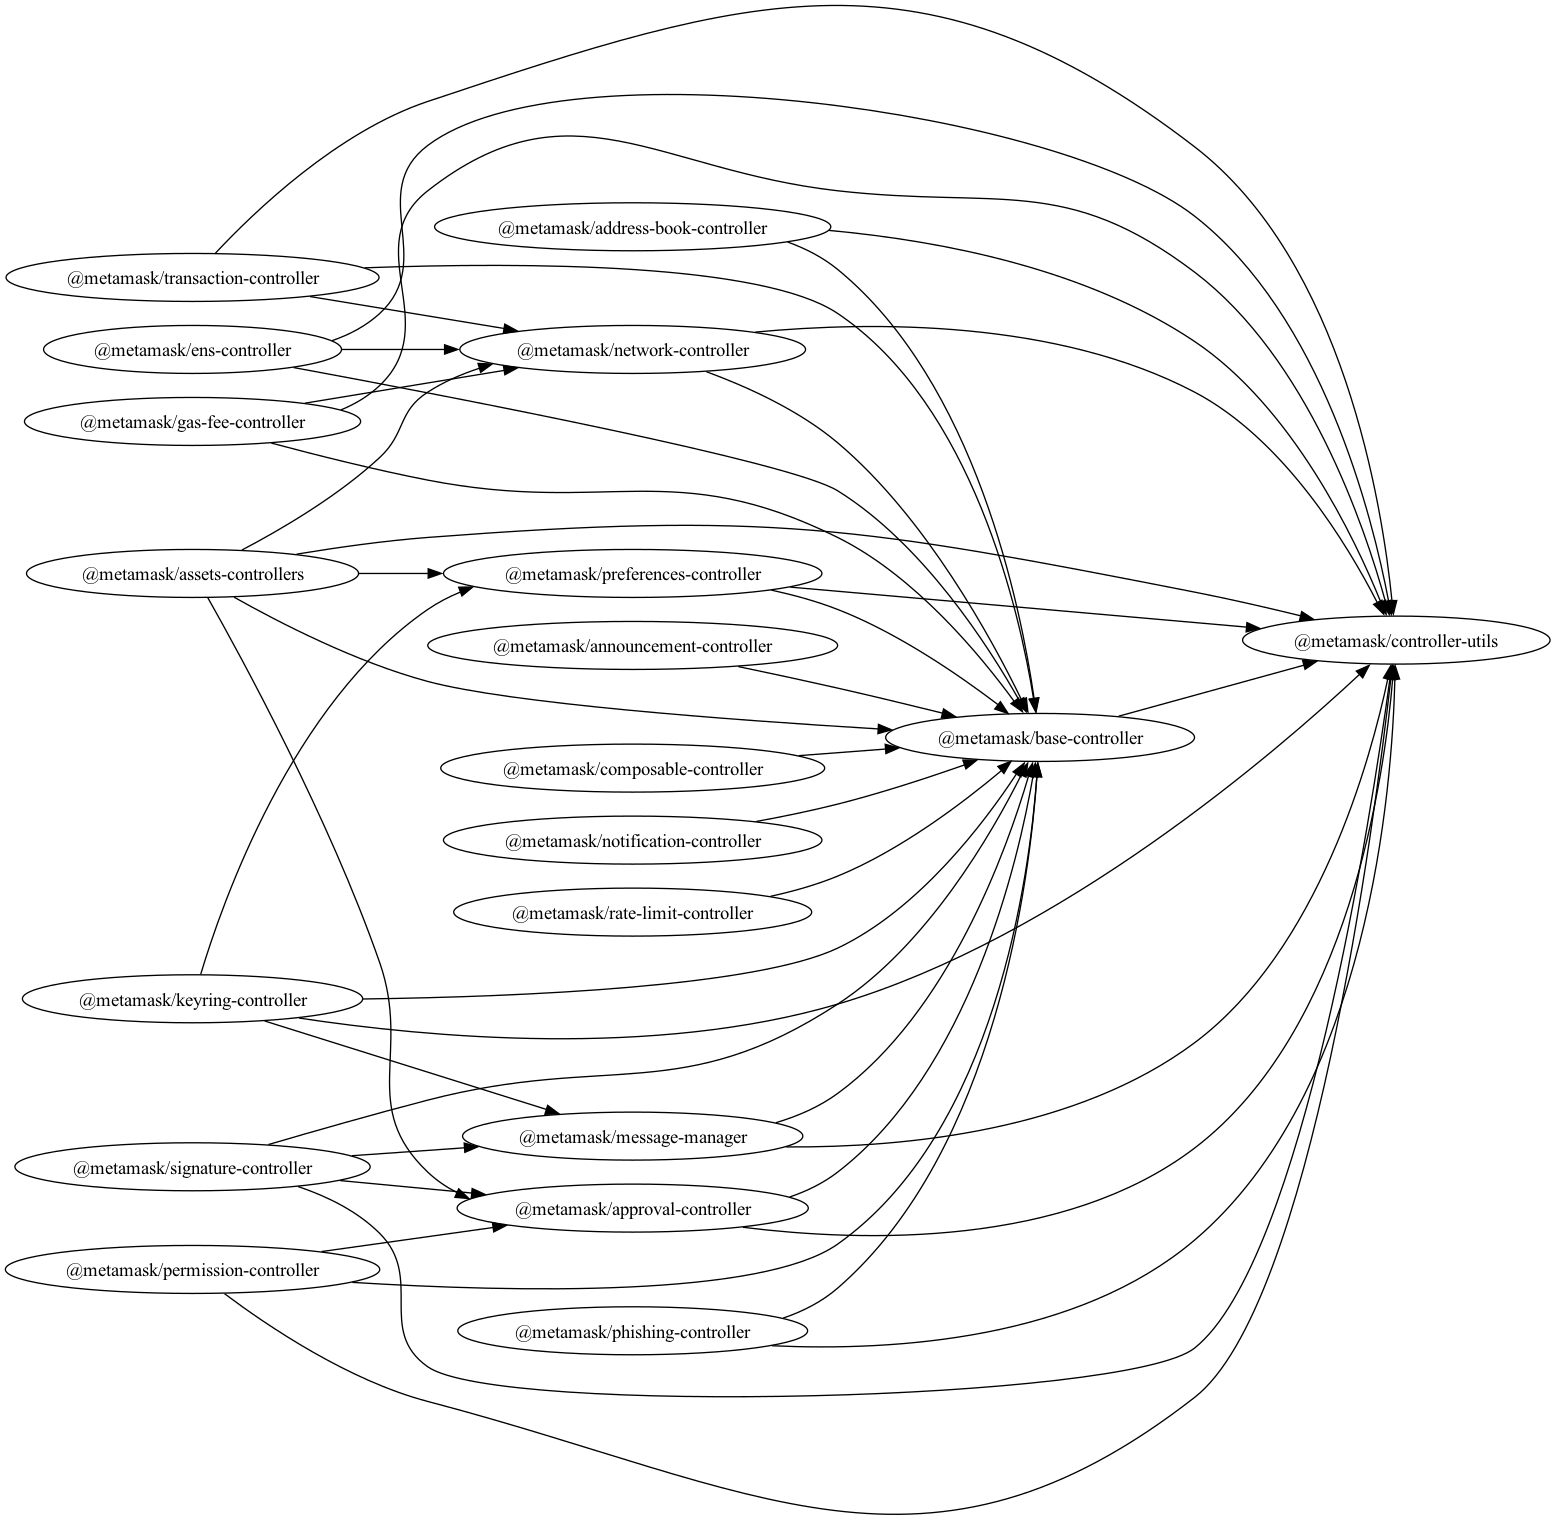 @metamask/address-book-controller
@metamask/transaction-controller
@metamask/ens-controller
@metamask/network-controller
@metamask/gas-fee-controller
@metamask/assets-controllers
@metamask/preferences-controller
@metamask/announcement-controller
@metamask/controller-utils
@metamask/base-controller
@metamask/composable-controller
@metamask/notification-controller
@metamask/rate-limit-controller
@metamask/keyring-controller
@metamask/message-manager
@metamask/signature-controller
@metamask/approval-controller
@metamask/permission-controller
@metamask/phishing-controller